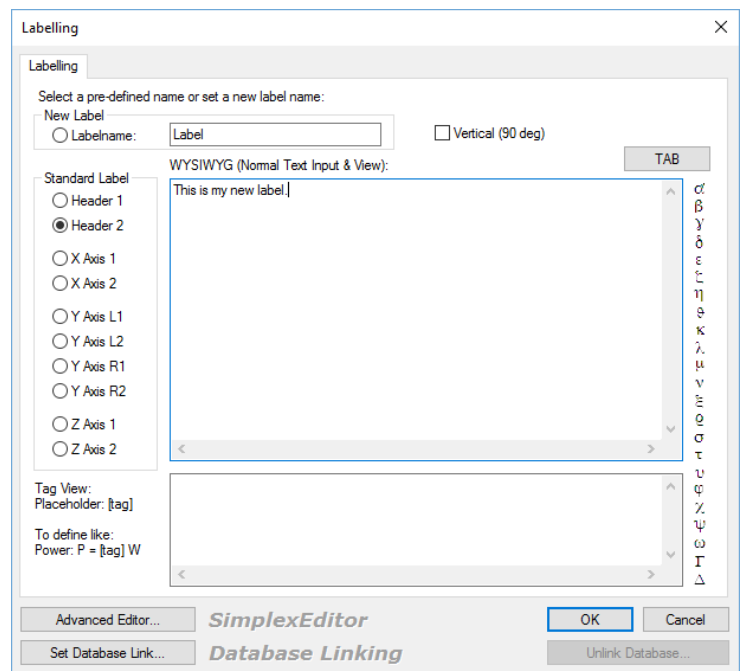 Labelling
Labelling
Select a pre-defined name or set a new label name:
New Label
Labelname:
Label
Vertical (90 deg)
TAB
WYSIWYG (Normal Text Input & View):
Standard Label
This is my new label.
Header 1
Header 2
X Axis 1
X Axis 2
Y Axis L1
Y Axis L2
Y Axis R1
Y Axis R2
Z Axis 1
Z Axis 2
α
β
γ
δ
ε
ζ
η
ϑ
κ
λ
μ
ν
ξ
ϱ
σ
τ
υ
φ
χ
ψ
ω
Γ
Δ
Tag View:
Placeholder: [tag]
To define like:
Power: P = [tag] W
Advanced Editor...
SimplexEditor
OK
Cancel
Set Database Link...
Database Linking
Unlink Database...